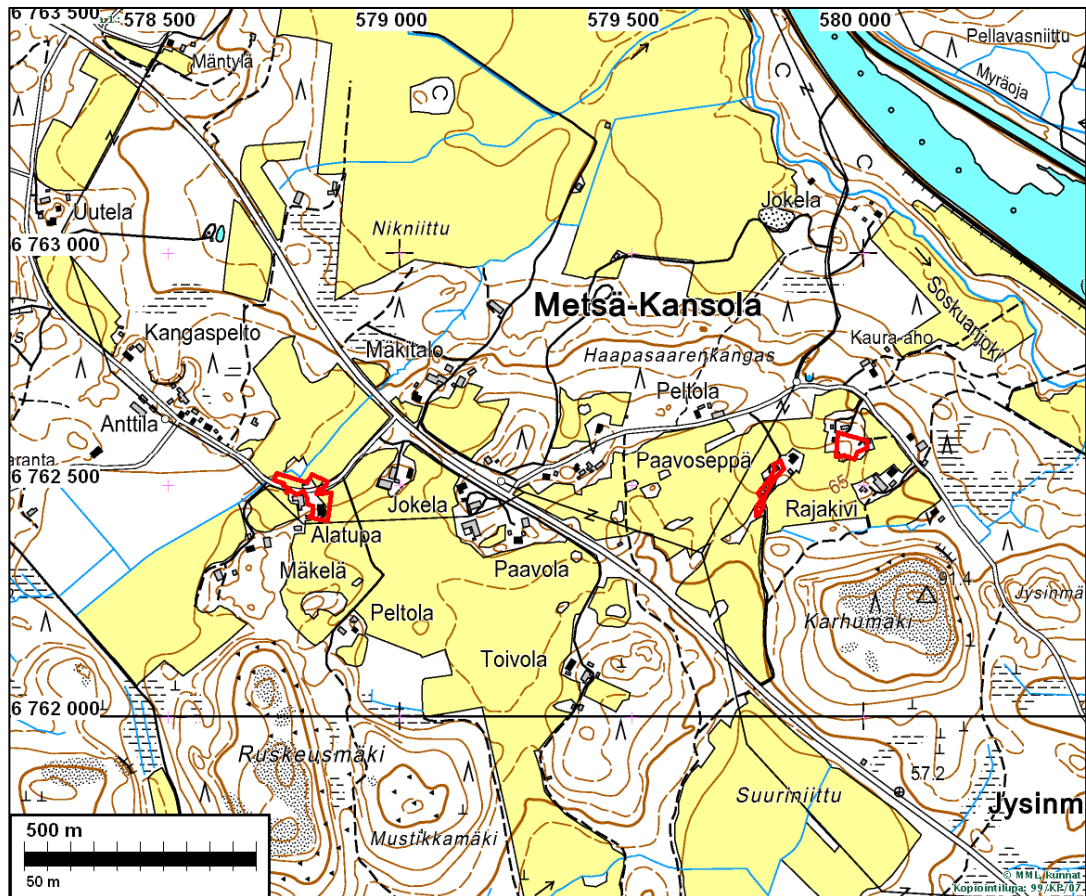 6 763 500
578 500
579 000
579 500
580 000
Mäntylä
Pellavasniittu
Myräoja
Uutela
Jokela
6 763 000
Nikniittu
Metsä-Kansola
Soskuanjoki
Kangaspelto
Mäkitalo
Haapasaarenkangas
Kaura-aho
Peltola
Anttila
aranta
Paavoseppä
6 762 500
65
Jokela
Rajakivi
Alatupa
Mäkelä
Paavola
91.4
Jysinmä
Karhumäki
Peltola
Toivola
6 762 000
Ruskeusmäki
57.2
Suuriniittu
Jysinm
Mustikkamäki
500 m
50 m
© MML, kunnat
Kopiointilupa: 99/KP/07